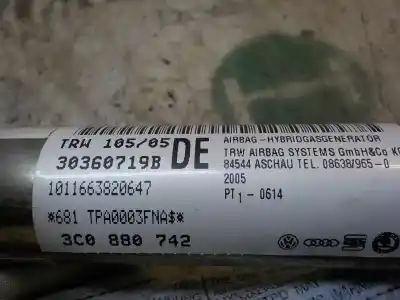 TRW 105/05
30360719B
DE
1011663820647
*681 TPA0003FNA$*
3C0 880 742
AIRBAG-HYBRIDGASGENERATOR
TRW AIRBAG SYSTEMS GmbH&Co KG
84544 ASCHAU TEL. 08638/965-0
2005
PT1-0614